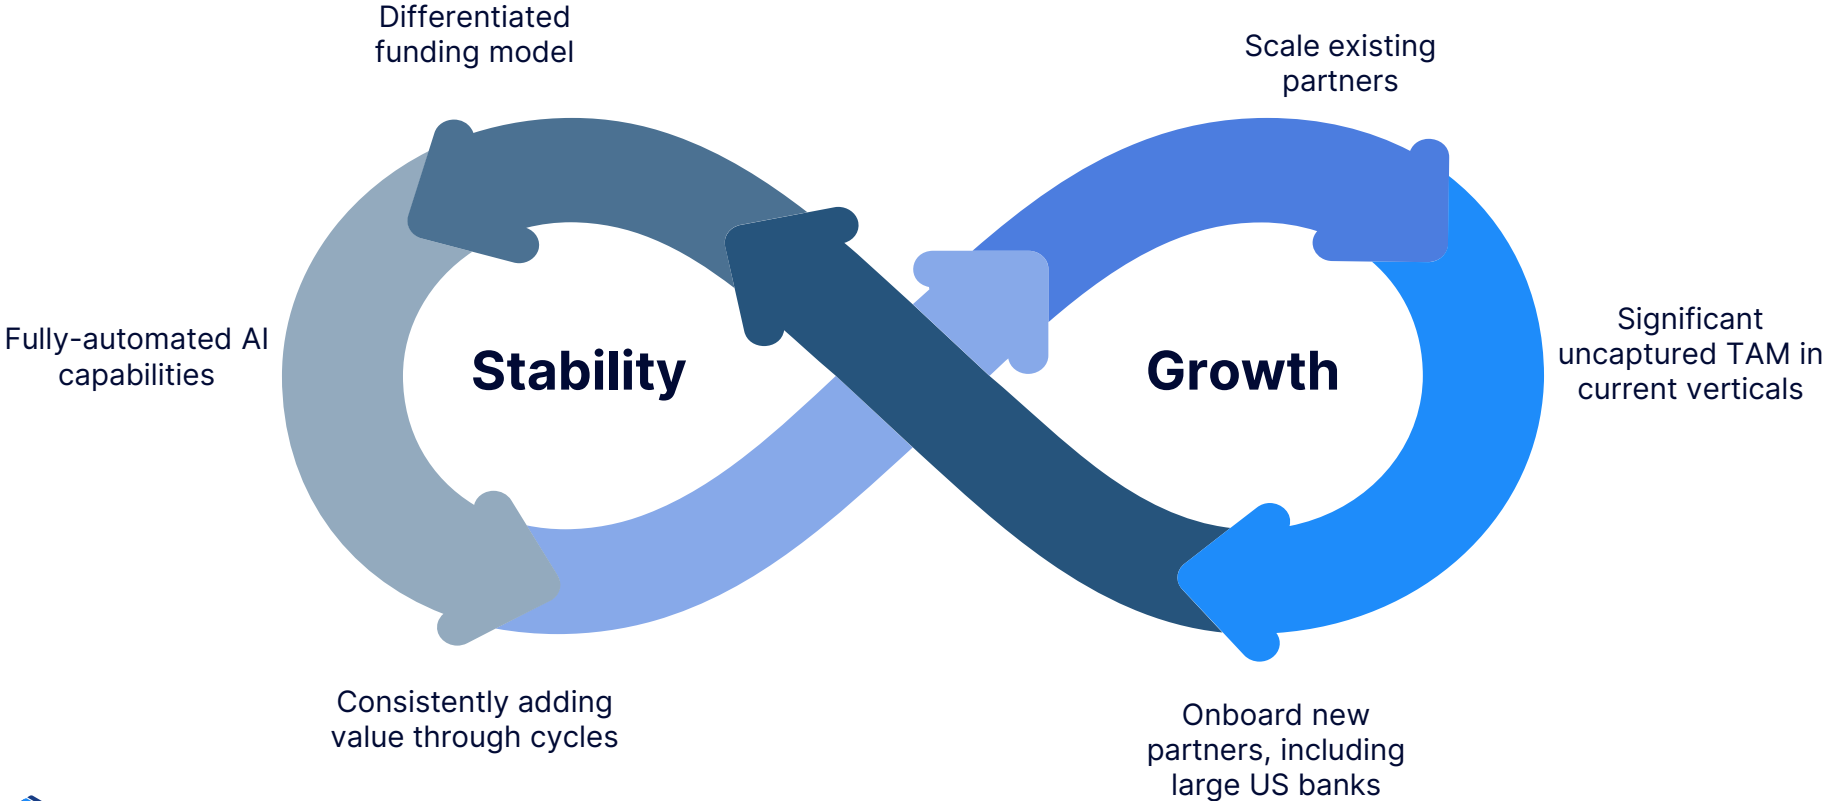 Differentiated
funding model
Scale existing
partners
Fully-automated AI
capabilities
Stability
Growth
Significant
uncaptured TAM in
current verticals
Consistently adding
value through cycles
Onboard new
partners, including
large US banks